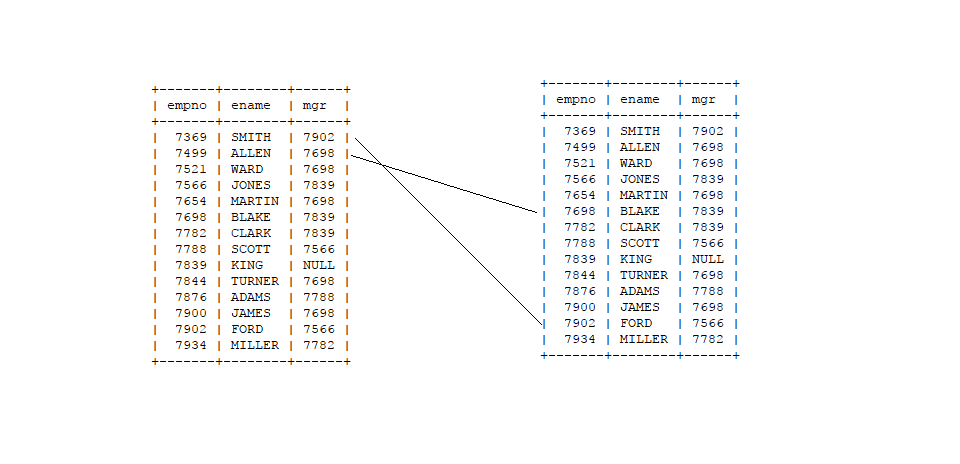 +-------+--------+------+
| empno | ename  | mgr  |
+-------+--------+------+
|  7369 | SMITH  | 7902 |
|  7499 | ALLEN  | 7698 |
|  7521 | WARD   | 7698 |
|  7566 | JONES  | 7839 |
|  7654 | MARTIN | 7698 |
|  7698 | BLAKE  | 7839 |
|  7782 | CLARK  | 7839 |
|  7788 | SCOTT  | 7566 |
|  7839 | KING   | NULL |
|  7844 | TURNER | 7698 |
|  7876 | ADAMS  | 7788 |
|  7900 | JAMES  | 7698 |
|  7902 | FORD   | 7566 |
|  7934 | MILLER | 7782 |
+-------+--------+------+
+-------+--------+------+
| empno | ename  | mgr  |
+-------+--------+------+
|  7369 | SMITH  | 7902 |
|  7499 | ALLEN  | 7698 |
|  7521 | WARD   | 7698 |
|  7566 | JONES  | 7839 |
|  7654 | MARTIN | 7698 |
|  7698 | BLAKE  | 7839 |
|  7782 | CLARK  | 7839 |
|  7788 | SCOTT  | 7566 |
|  7839 | KING   | NULL |
|  7844 | TURNER | 7698 |
|  7876 | ADAMS  | 7788 |
|  7900 | JAMES  | 7698 |
|  7902 | FORD   | 7566 |
|  7934 | MILLER | 7782 |
+-------+--------+------+